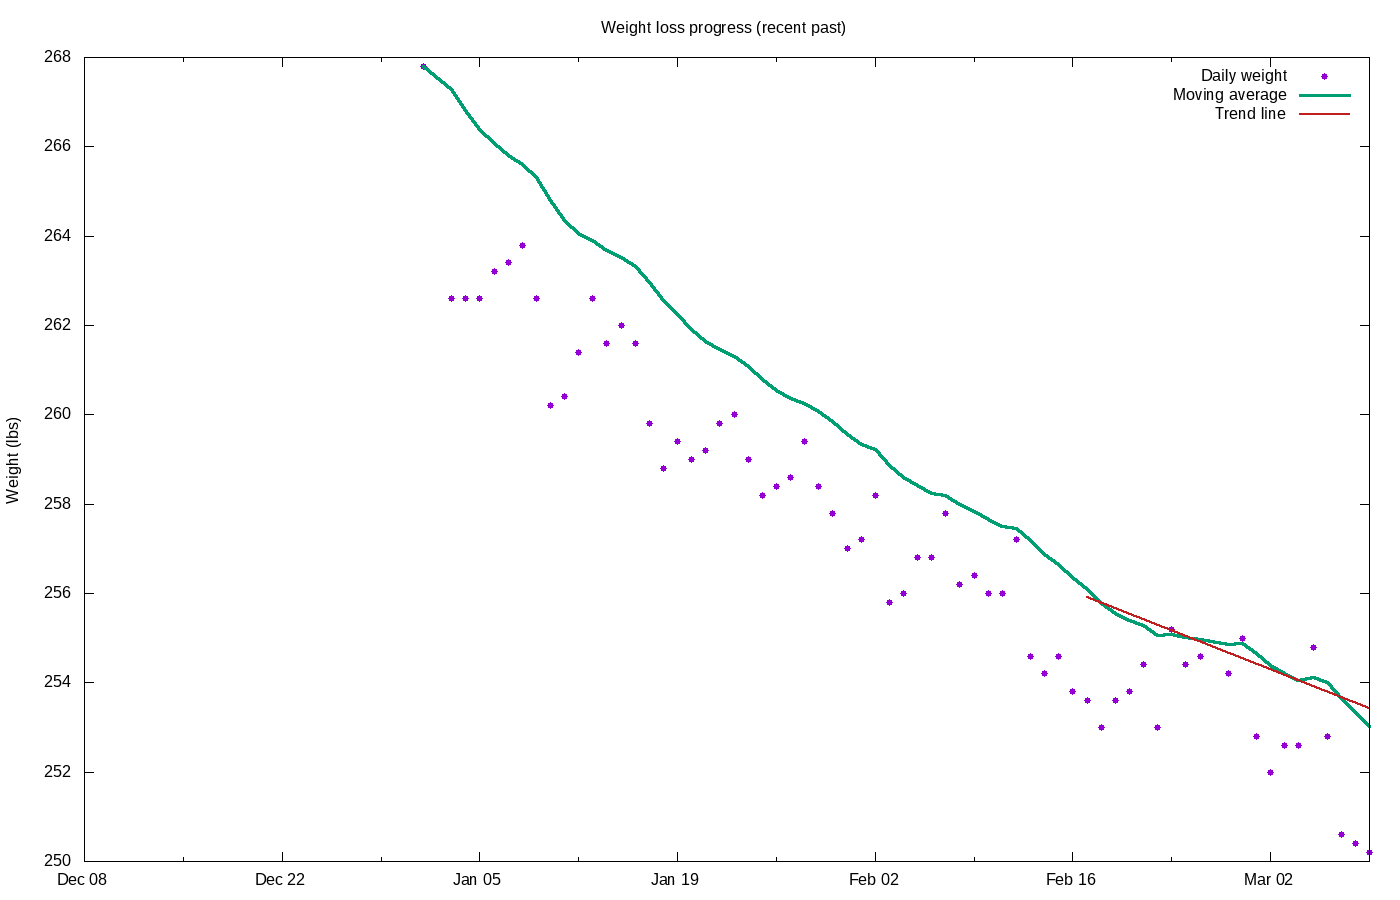 Weight loss progress (recent past)
Daily weight
Moving average
Trend line
268
266
264
262
260
258
256
254
252
250
Weight (lbs)
Dec 08 Dec 22 Jan 05 Jan 19 Feb 02 Feb 16 Mar 02